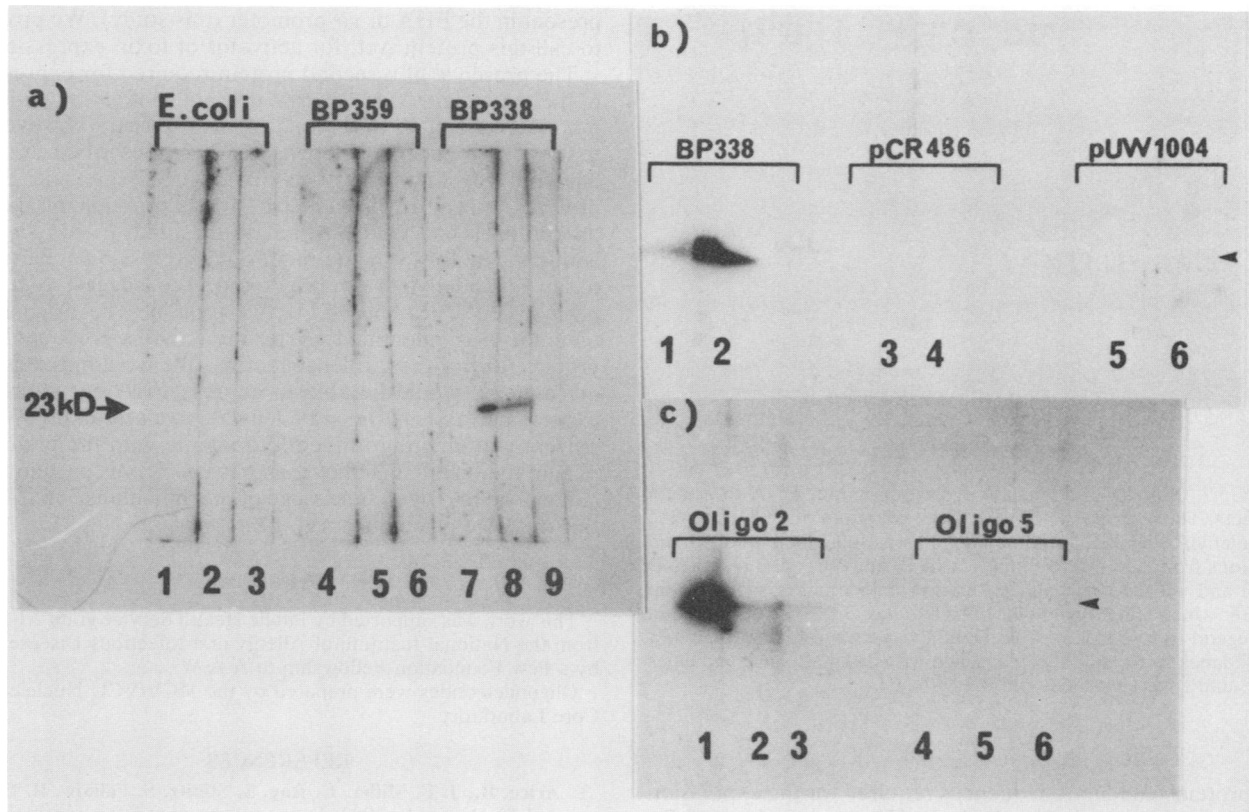 a)
E.coli BP359 BP338
23kD
1 2 3 4 5 6 7 8 9
b)
BP338 pCR486 pUW1004
1 2 3 4 5 6
c)
Oligo 2 Oligo 5
1 2 3 4 5 6